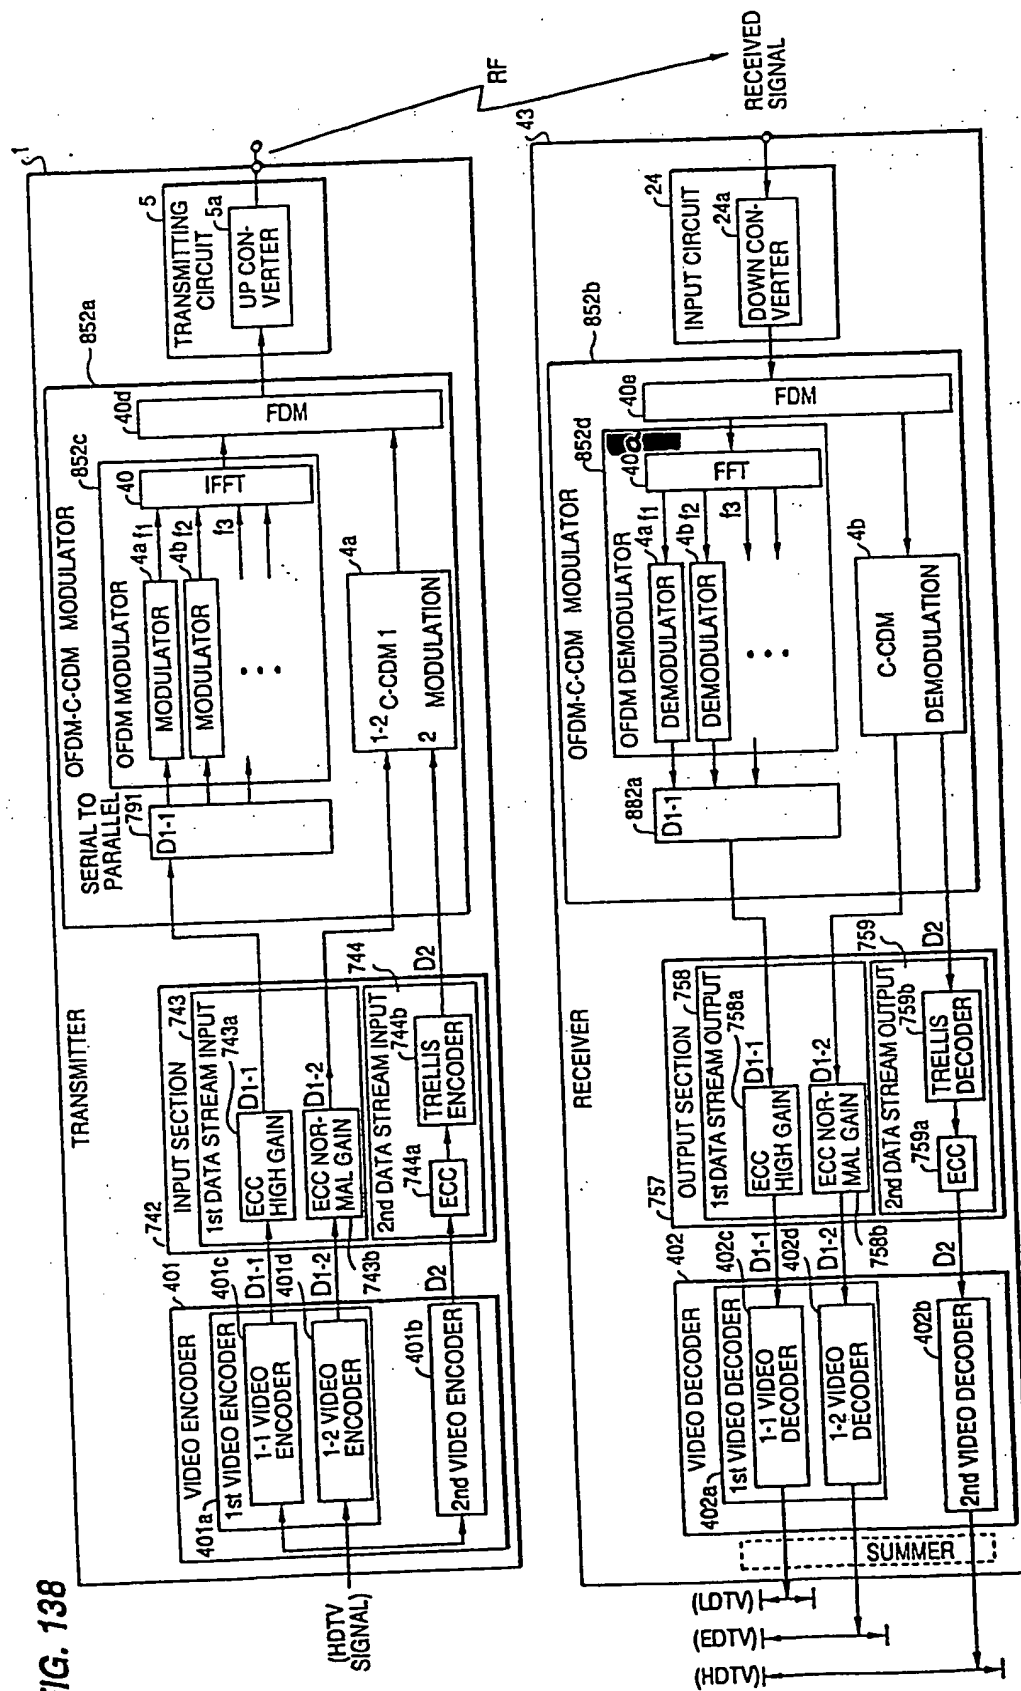 FIG. 138
TRANSMITTER
1
(HDTV
SIGNAL)
401
VIDEO ENCODER
401a
1st VIDEO ENCODER
401c
1-1 VIDEO
ENCODER
401d
1-2 VIDEO
ENCODER
401b
2nd VIDEO ENCODER
D1-1
D1-2
D2
742
INPUT SECTION
743
1st DATA STREAM INPUT
743a
ECC
HIGH GAIN
D1-1
ECC NOR-
MAL GAIN
D1-2
743b
744
2nd DATA STREAM INPUT
744a
ECC
744b
TRELLIS
ENCODER
D2
852a
OFDM-C-CDM MODULATOR
SERIAL TO
PARALLEL
791
D1-1
852c
OFDM MODULATOR
4a
MODULATOR
f1
4b
MODULATOR
f2
f3
40
IFFT
40d
FDM
4a
1-2
C-CDM 1
2
MODULATION
5
TRANSMITTING
CIRCUIT
5a
UP CON-
VERTER
RF
RECEIVED
SIGNAL
RECEIVER
43
24
INPUT CIRCUIT
24a
DOWN CON-
VERTER
852b
OFDM-C-CDM MODULATOR
40e
FDM
852d
OFDM DEMODULATOR
40a
FFT
4a
DEMODULATOR
f1
4b
DEMODULATOR
f2
f3
882a
D1-1
4b
C-CDM
DEMODULATION
757
OUTPUT SECTION
758
1st DATA STREAM OUTPUT
758a
ECC
HIGH GAIN
D1-1
ECC NOR-
MAL GAIN
D1-2
758b
759
2nd DATA STREAM OUTPUT
759a
ECC
759b
TRELLIS
DECODER
D2
402
VIDEO DECODER
402a
1st VIDEO DECODER
402c
1-1 VIDEO
DECODER
D1-1
402d
1-2 VIDEO
DECODER
D1-2
402b
2nd VIDEO DECODER
D2
SUMMER
(LDTV)
(EDTV)
(HDTV)